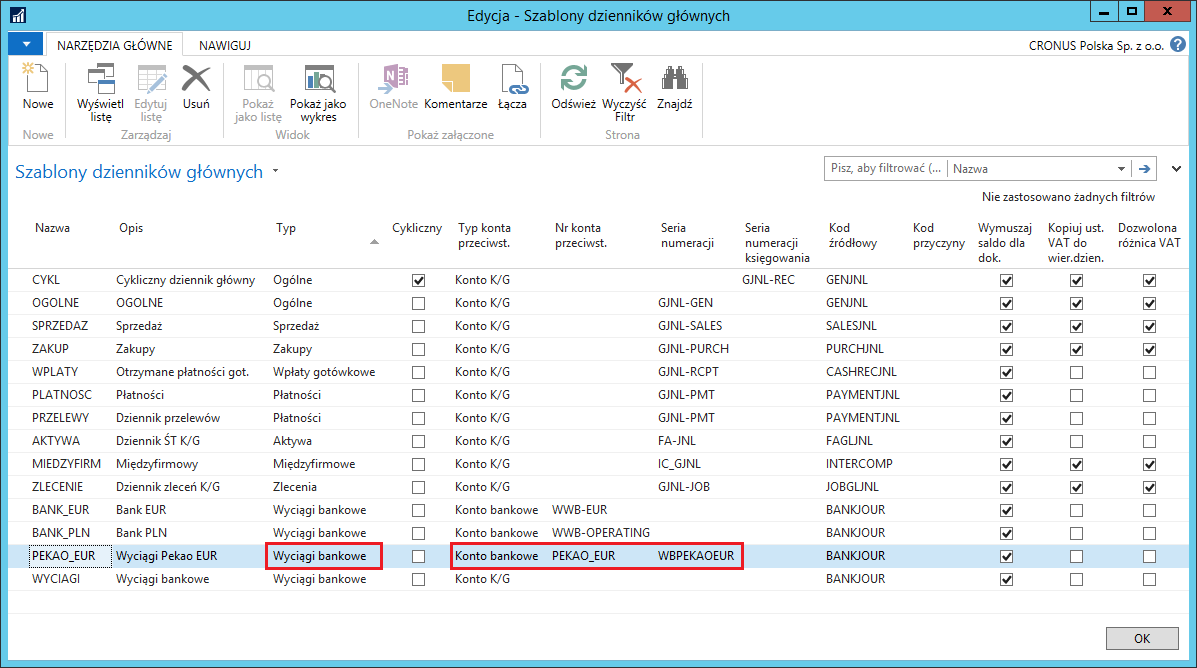 Edycja - Szablony dzienników głównych
NARZĘDZIA GŁÓWNE NAWIGUJ CRONUS Polska Sp. z o.o. ?
Nowe
Wyświetl listę
Edytuj listę
Usuń
Pokaż jako listę
Pokaż jako wykres
OneNote
Komentarze
Łącza
Odśwież
Wyczyść Filtr
Znajdź
Nowe Zarządzaj Widok Pokaż załączone Strona
Szablony dzienników głównych
Pisz, aby filtrować (... Nazwa
Nie zastosowano żadnych filtrów
Nazwa Opis Typ Cykliczny Typ konta przeciwst. Nr konta przeciwst. Seria numeracji Seria numeracji księgowania Kod źródłowy Kod przyczyny Wymuszaj saldo dla dok. Kopiuj ust. VAT do wier.dzien. Dozwolona różnica VAT
CYKL Cykliczny dziennik główny Ogólne Konto K/G GJNL-REC GENJNL
OGOLNE OGOLNE Ogólne Konto K/G GJNL-GEN GENJNL
SPRZEDAZ Sprzedaż Sprzedaż Konto K/G GJNL-SALES SALESJNL
ZAKUP Zakupy Zakupy Konto K/G GJNL-PURCH PURCHJNL
WPLATY Otrzymane płatności got. Wpłaty gotówkowe Konto K/G GJNL-RCPT CASHRECJNL
PLATNOSC Płatności Płatności Konto K/G GJNL-PMT PAYMENTJNL
PRZELEWY Dziennik przelewów Płatności Konto K/G GJNL-PMT PAYMENTJNL
AKTYWA Dziennik ŚT K/G Aktywa Konto K/G FA-JNL FAGLJNL
MIEDZYFIRM Międzyfirmowy Międzyfirmowe Konto K/G IC_GJNL INTERCOMP
ZLECENIE Dziennik zleceń K/G Zlecenia Konto K/G GJNL-JOB JOBGLJNL
BANK_EUR Bank EUR Wyciągi bankowe Konto bankowe WWB-EUR BANKJOUR
BANK_PLN Bank PLN Wyciągi bankowe Konto bankowe WWB-OPERATING BANKJOUR
PEKAO_EUR Wyciągi Pekao EUR Wyciągi bankowe Konto bankowe PEKAO_EUR WBPEKAOEUR BANKJOUR
WYCIAGI Wyciągi bankowe Wyciągi bankowe Konto K/G BANKJOUR
OK